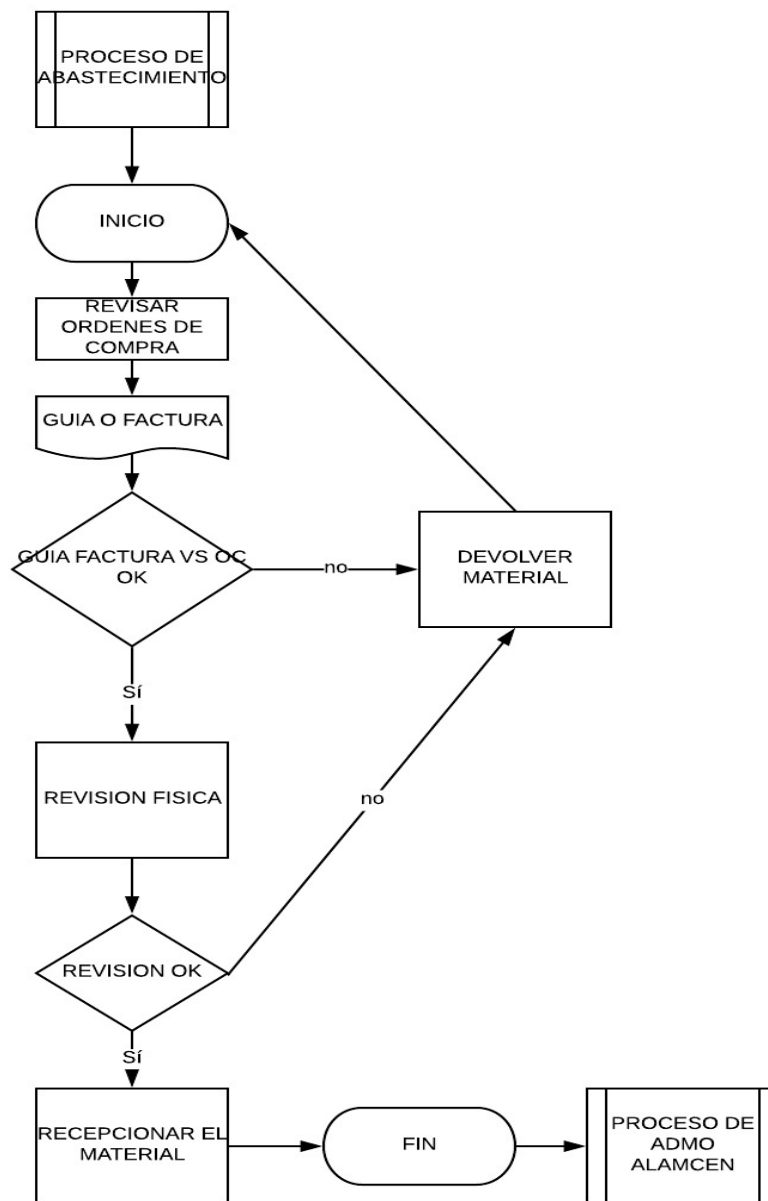 PROCESO DE
ABASTECIMIENTO
INICIO
REVISAR
ORDENES DE
COMPRA
GUIA O FACTURA
GUIA FACTURA VS OC
OK
no
DEVOLVER
MATERIAL
Sí
REVISION FISICA
no
REVISION OK
Sí
RECEPCIONAR EL
MATERIAL
FIN
PROCESO DE
ADMO
ALAMCEN